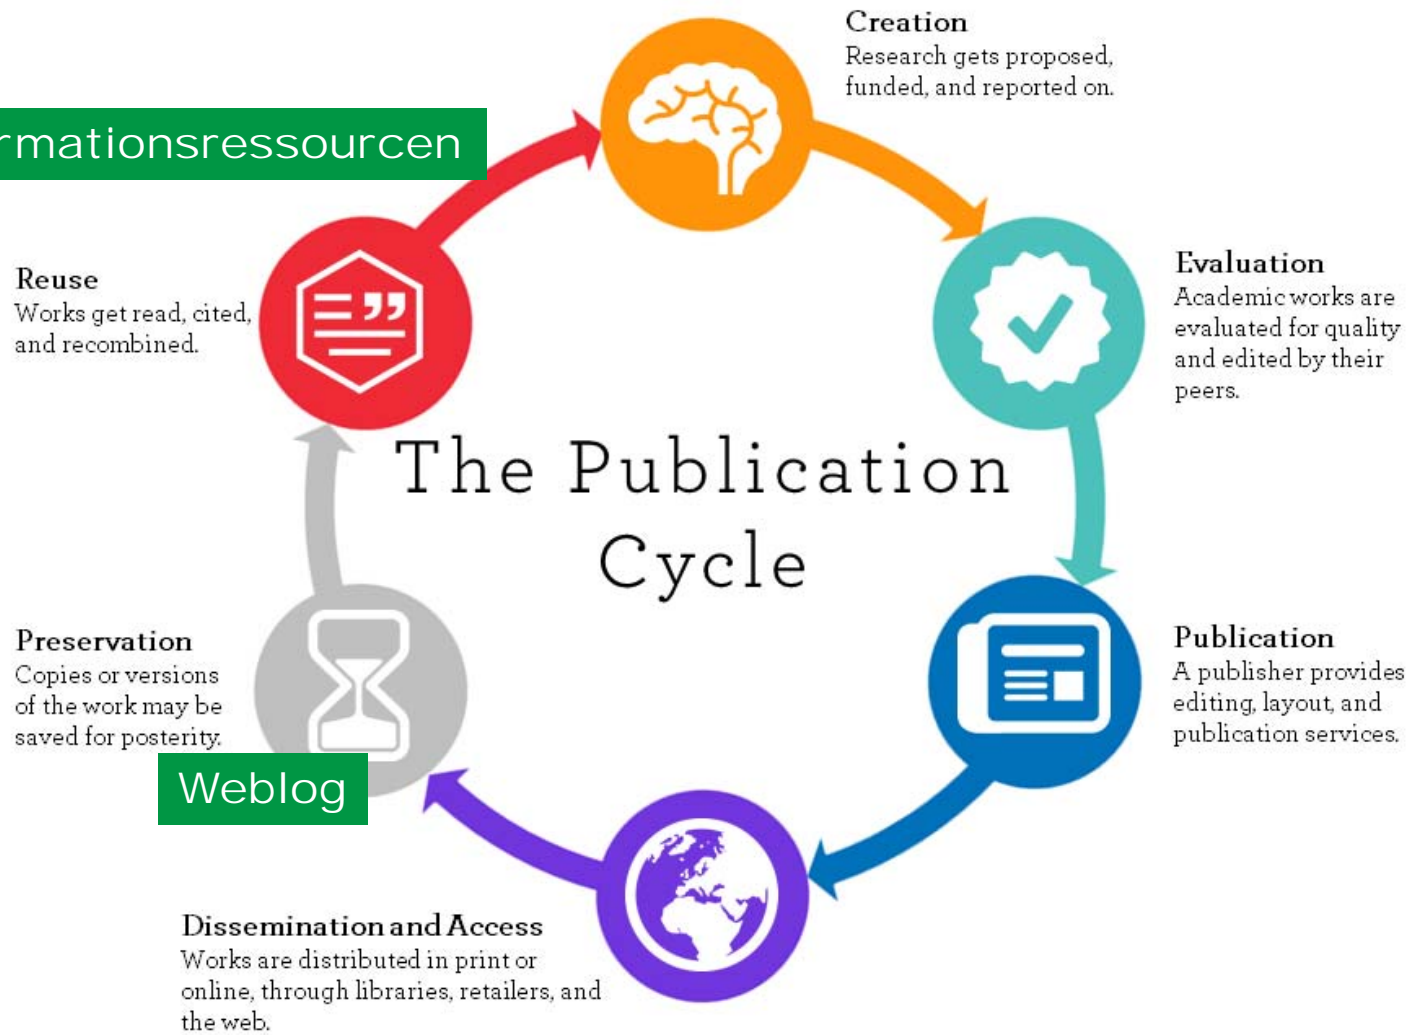 Creation
Research gets proposed,
funded, and reported on.
rmationsressourcen
Evaluation
Academic works are
evaluated for quality
and edited by their
peers.
Reuse
Works get read, cited,
and recombined.
The Publication
Cycle
Publication
A publisher provides
editing, layout, and
publication services.
Preservation
Copies or versions
of the work may be
saved for posterity.
Weblog
Dissemination and Access
Works are distributed in print or
online, through libraries, retailers, and
the web.